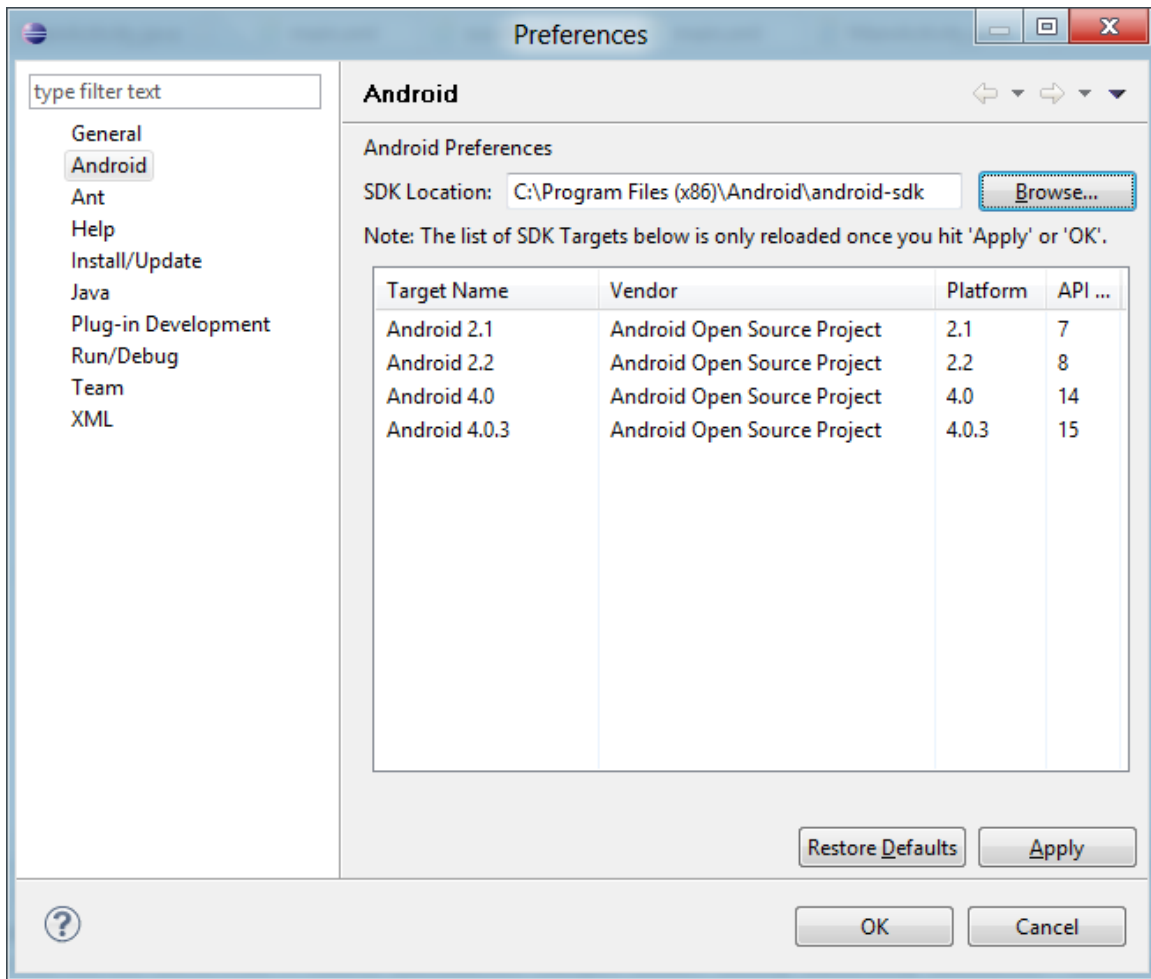 Preferences
type filter text
General
Android
Ant
Help
Install/Update
Java
Plug-in Development
Run/Debug
Team
XML
Android
Android Preferences
SDK Location: C:\Program Files (x86)\Android\android-sdk Browse...
Note: The list of SDK Targets below is only reloaded once you hit 'Apply' or 'OK'.
Target Name Vendor Platform API ...
Android 2.1 Android Open Source Project 2.1 7
Android 2.2 Android Open Source Project 2.2 8
Android 4.0 Android Open Source Project 4.0 14
Android 4.0.3 Android Open Source Project 4.0.3 15
Restore Defaults Apply
OK Cancel